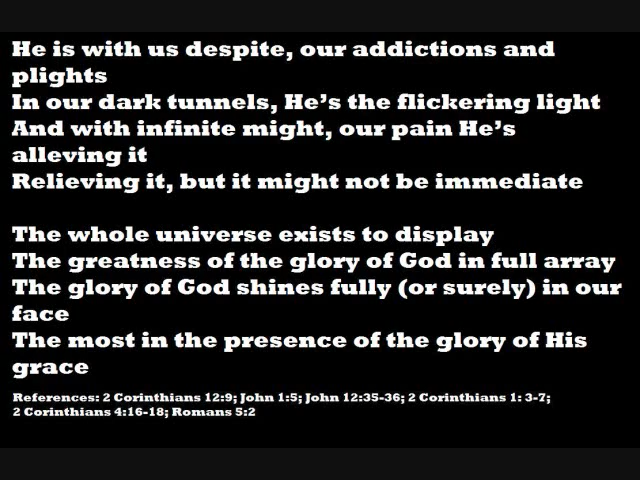 He is with us despite, our addictions and
plights
In our dark tunnels, He's the flickering light
And with infinite might, our pain He's
alleving it
Relieving it, but it might not be immediate
The whole universe exists to display
The greatness of the glory of God in full array
The glory of God shines fully (or surely) in our
face
The most in the presence of the glory of His
grace
References: 2 Corinthians 12:9; John 1:5; John 12:35-36; 2 Corinthians 1: 3-7;
2 Corinthians 4:16-18; Romans 5:2